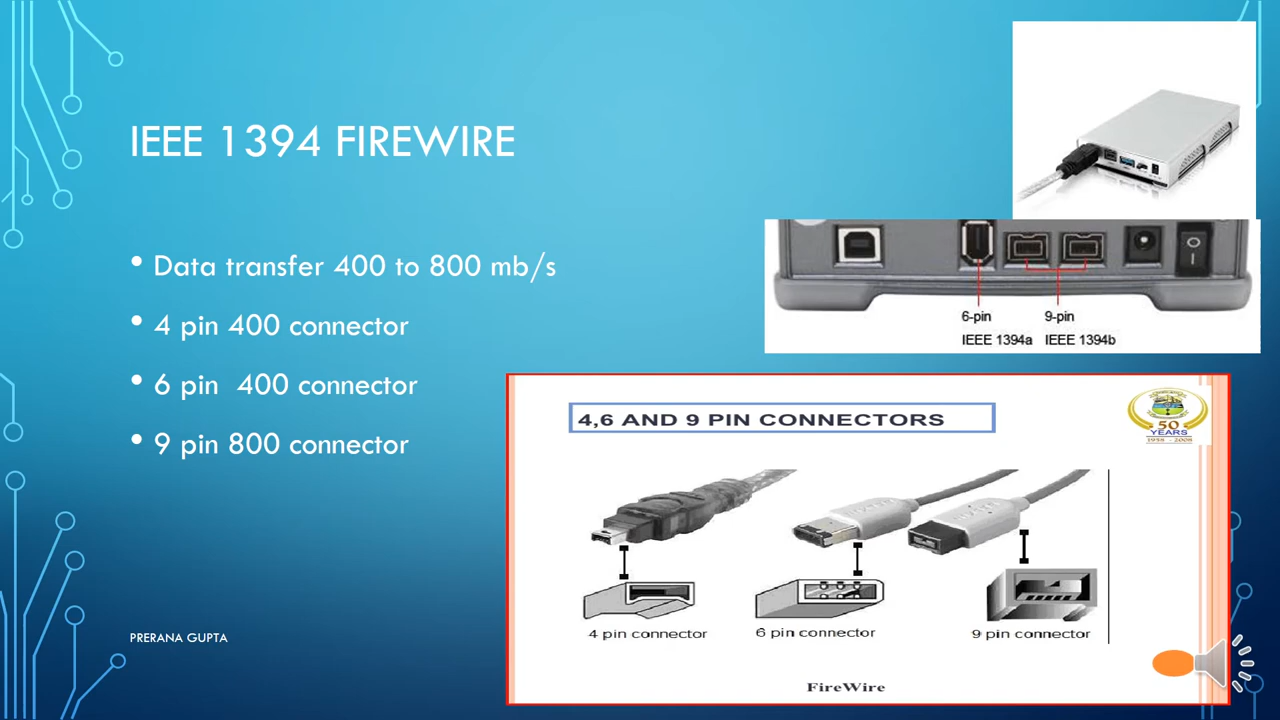 IEEE 1394 FIREWIRE
• Data transfer 400 to 800 mb/s
• 4 pin 400 connector
• 6 pin 400 connector
• 9 pin 800 connector
PRERANA GUPTA
6-pin 9-pin
IEEE 1394a IEEE 1394b
4,6 AND 9 PIN CONNECTORS
50
YEARS
1958 - 2008
4 pin connector 6 pin connector 9 pin connector
FireWire